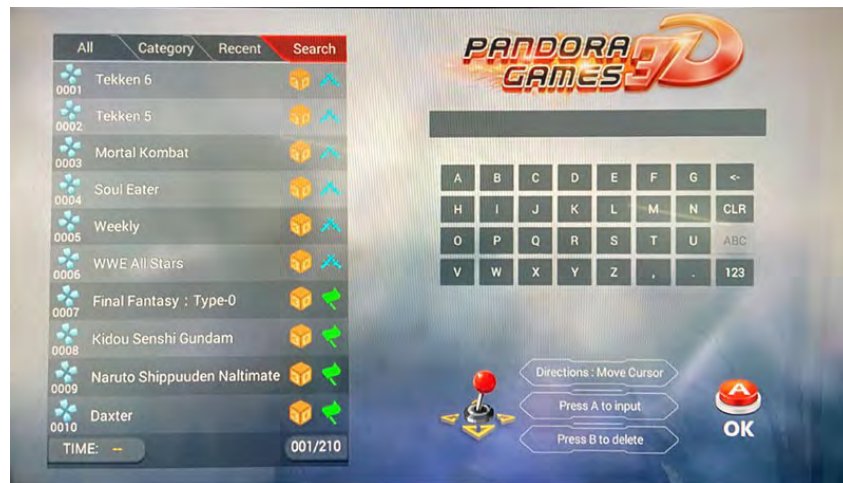 All Category Recent Search
0001 Tekken 6
0002 Tekken 5
0003 Mortal Kombat
0004 Soul Eater
0005 Weekly
0006 WWE All Stars
0007 Final Fantasy : Type-0
0008 Kidou Senshi Gundam
0009 Naruto Shippuuden Naltimate
0010 Daxter
TIME: --
001/210
PANDORA
GAMES 3D
A B C D E F G <-
H I J K L M N CLR
O P Q R S T U ABC
V W X Y Z , . 123
Directions : Move Cursor
Press A to input
Press B to delete
A
OK